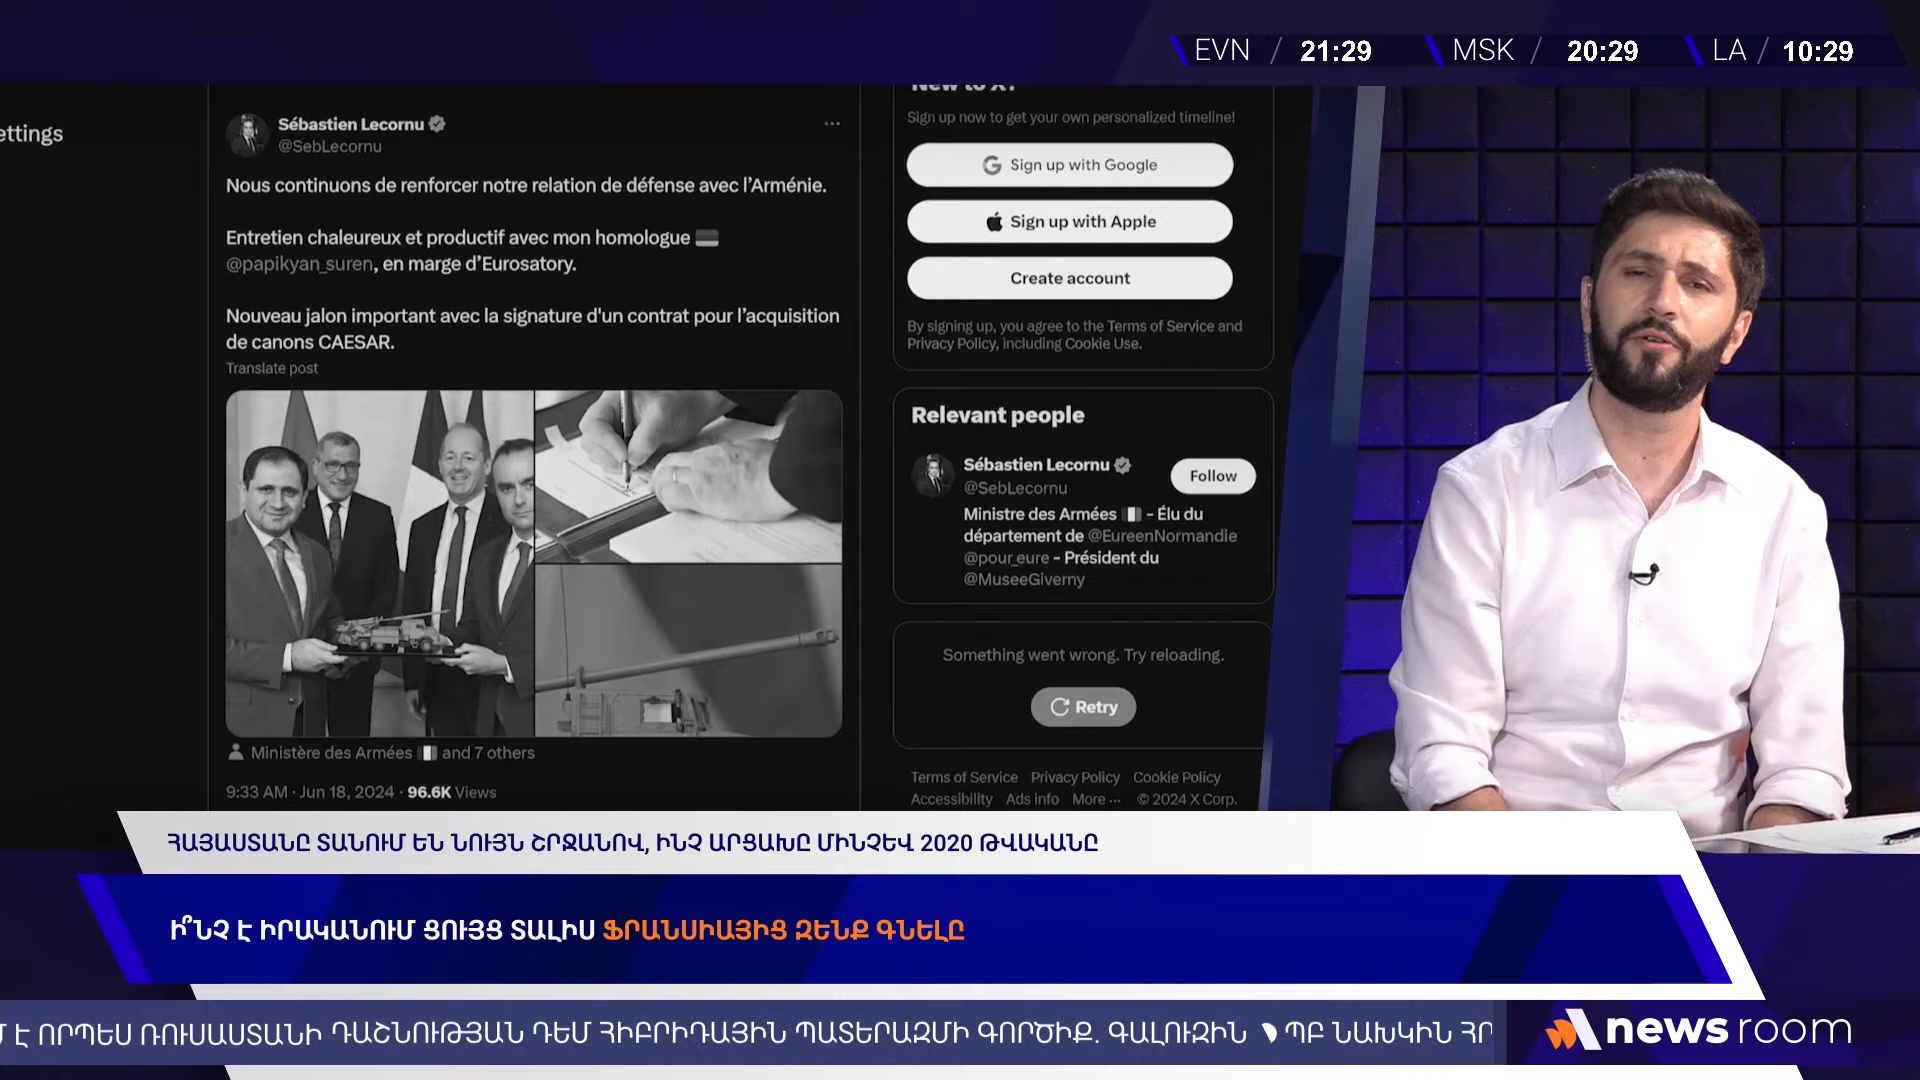 EVN / 21:29 MSK / 20:29 LA / 10:29
ettings
Sébastien Lecornu
@SebLecornu
Nous continuons de renforcer notre relation de défense avec l'Arménie.
Entretien chaleureux et productif avec mon homologue
@papikyan_suren, en marge d'Eurosatory.
Nouveau jalon important avec la signature d'un contrat pour l'acquisition
de canons CAESAR.
Translate post
Ministère des Armées and 7 others
9:33 AM · Jun 18, 2024 · 96.6K Views
New to X?
Sign up now to get your own personalized timeline!
Sign up with Google
Sign up with Apple
Create account
By signing up, you agree to the Terms of Service and
Privacy Policy, including Cookie Use.
Relevant people
Sébastien Lecornu
@SebLecornu
Follow
Ministre des Armées - Élu du
département de @EureenNormandie
@pour_eure - Président du
@MuseeGiverny
Something went wrong. Try reloading.
Retry
Terms of Service Privacy Policy Cookie Policy
Accessibility Ads info More ··· © 2024 X Corp.
ՀԱՅԱՍՏԱՆԸ ՏԱՆՈՒՄ ԵՆ ՆՈՒՅՆ ՇՐՋԱՆՈՎ, ԻՆՉ ԱՐՑԱԽԸ ՄԻՆՉԵՎ 2020 ԹՎԱԿԱՆԸ
Ի՞ՆՉ Է ԻՐԱԿԱՆՈՒՄ ՑՈՒՅՑ ՏԱԼԻՍ ՖՐԱՆՍԻԱՅԻՑ ԶԵՆՔ ԳՆԵԼԸ
Մ Է ՈՐՊԵՍ ՌՈՒՍԱՍՏԱՆԻ ԴԱՇՆՈՒԹՅԱՆ ԴԵՄ ՀԻԲՐԻԴԱՅԻՆ ՊԱՏԵՐԱԶՄԻ ԳՈՐԾԻՔ. ԳԱԼՈՒԶԻՆ ՊԲ ՆԱԽԿԻՆ ՀՐ
newsroom